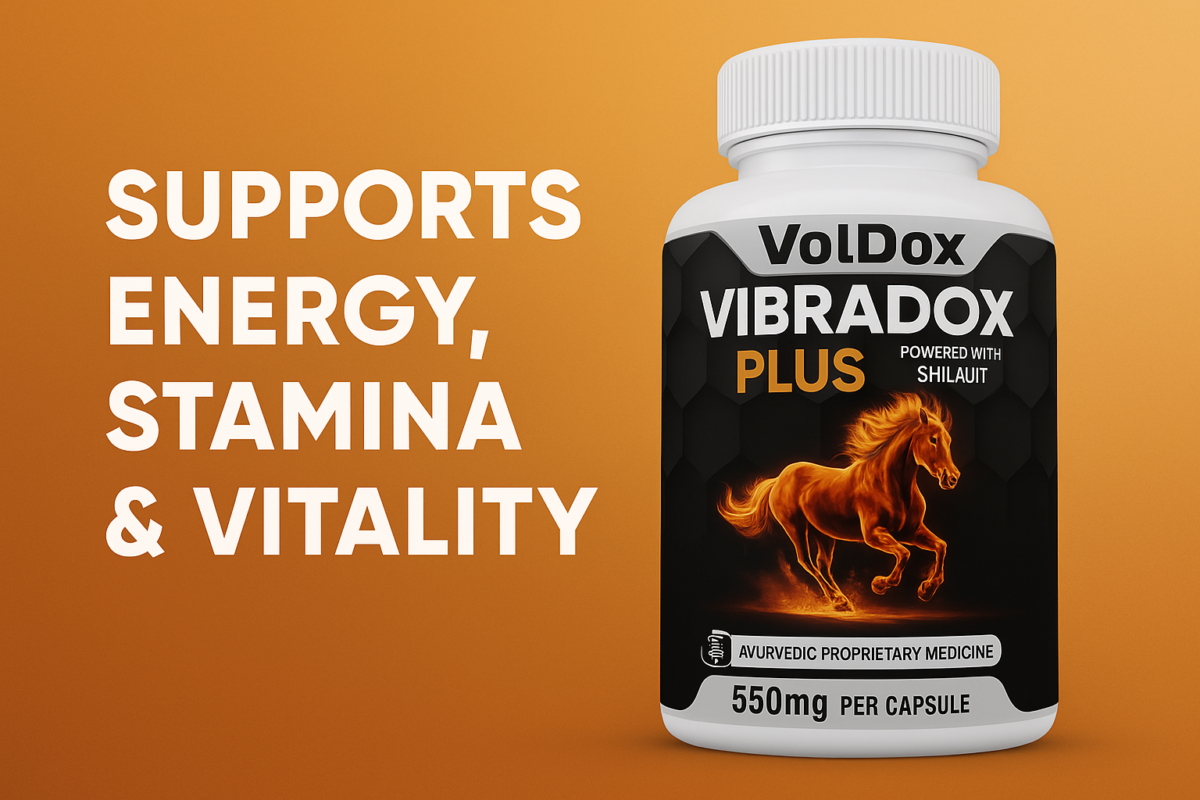 SUPPORTS
ENERGY,
STAMINA
& VITALITY
VolDox
VIBRADOX
PLUS
POWERED WITH
SHILAUIT
AVURVEDIC PROPRIETARY MEDICINE
550mg PER CAPSULE